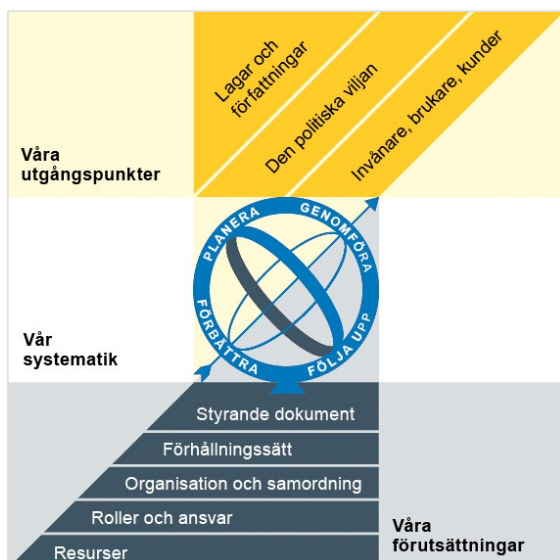 Lagar och
författningar
Den politiska viljan
Invånare, brukare, kunder
Våra
utgångspunkter
PLANERA
GENOMFÖRA
FÖLJA UPP
FÖRBÄTTRA
Vår
systematik
Styrande dokument
Förhållningssätt
Organisation och samordning
Roller och ansvar
Resurser
Våra
förutsättningar